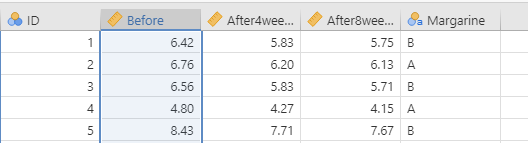 ID Before After4wee... After8wee... Margarine
1 6.42 5.83 5.75 B
2 6.76 6.20 6.13 A
3 6.56 5.83 5.71 B
4 4.80 4.27 4.15 A
5 8.43 7.71 7.67 B